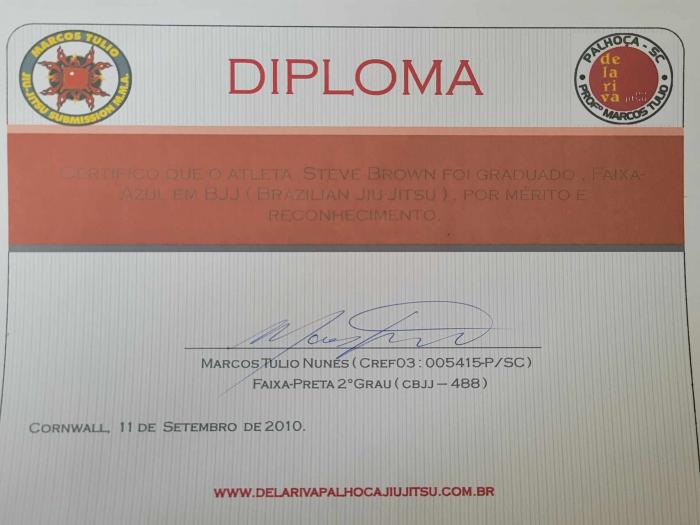 MARCOS TULIO
JIU-JITSU SUBMISSION M.M.A.
DIPLOMA
PALHOÇA - SC
de
la
ri
va
PROFº MARCOS TULIO
CERTIFICO QUE O ATLETA STEVE BROWN FOI GRADUADO , FAIXA-
AZUL EM BJJ ( BRAZILIAN JIU JITSU ) , POR MÉRITO E
RECONHECIMENTO.
MARCOS TULIO NUNES ( CREF03 : 005415-P/SC)
FAIXA-PRETA 2°GRAU ( CBJJ – 488)
CORNWALL, 11 DE SETEMBRO DE 2010.
WWW.DELARIVAPALHOCAJIUJITSU.COM.BR